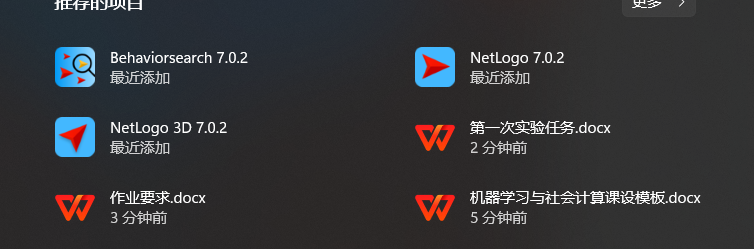 推荐的项目
更多
Behaviorsearch 7.0.2
最近添加
NetLogo 7.0.2
最近添加
NetLogo 3D 7.0.2
最近添加
第一次实验任务.docx
2 分钟前
作业要求.docx
3 分钟前
机器学习与社会计算课设模板.docx
5 分钟前